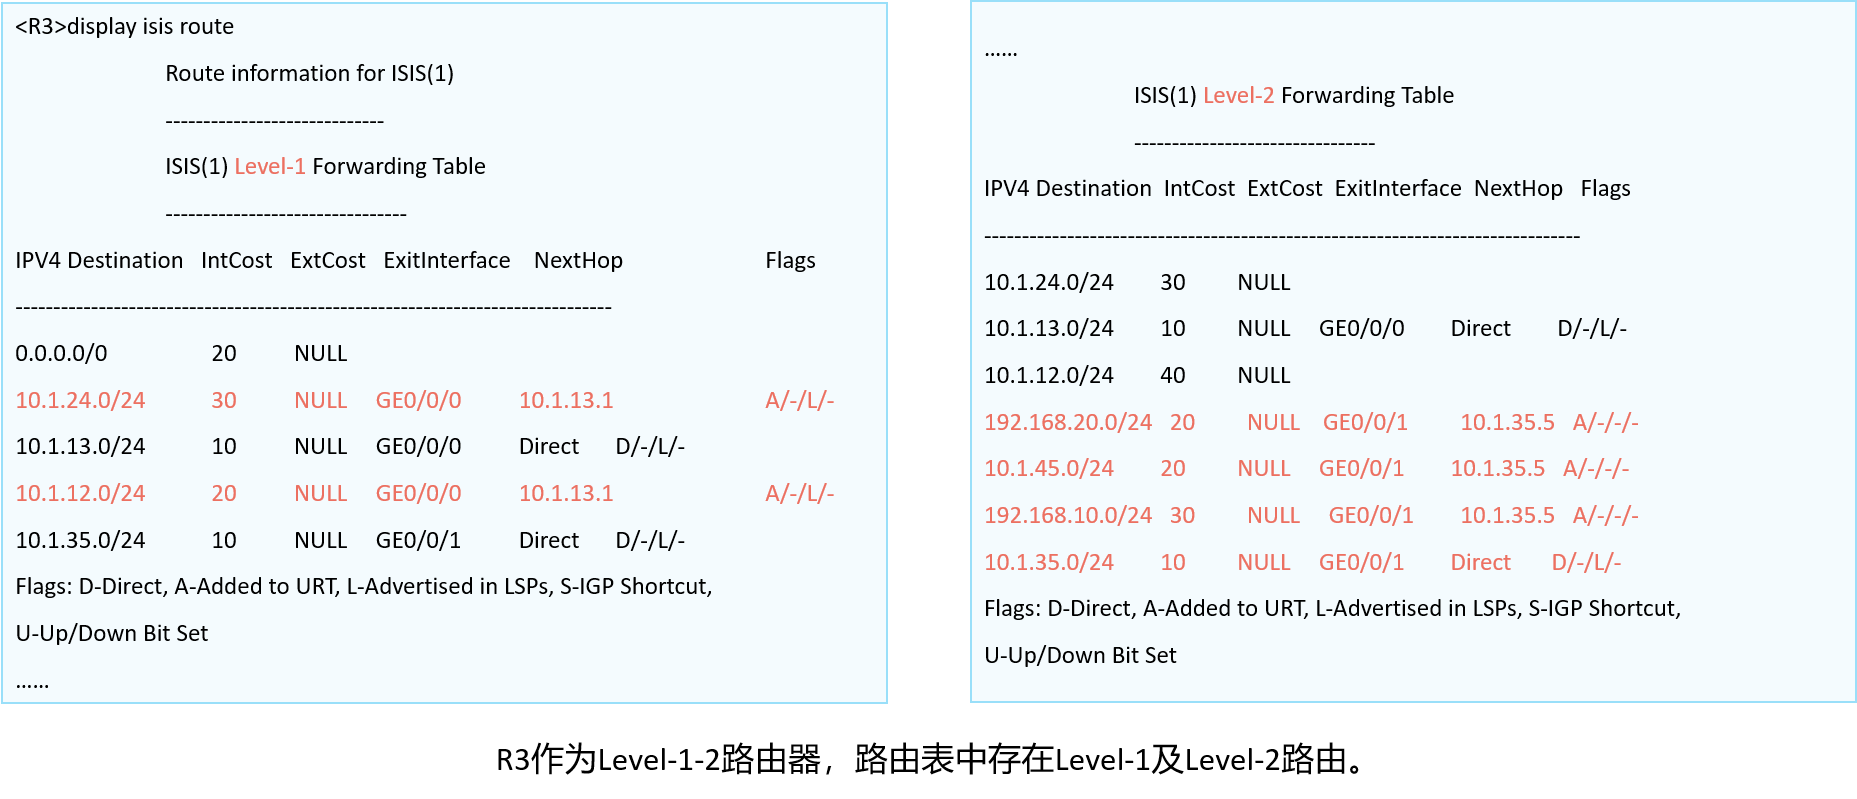 <R3>display isis route
Route information for ISIS(1)
-----------------------------
ISIS(1) Level-1 Forwarding Table
--------------------------------
IPV4 Destination IntCost ExtCost ExitInterface NextHop Flags
-------------------------------------------------------------------------------
0.0.0.0/0 20 NULL
10.1.24.0/24 30 NULL GE0/0/0 10.1.13.1 A/-/L/-
10.1.13.0/24 10 NULL GE0/0/0 Direct D/-/L/-
10.1.12.0/24 20 NULL GE0/0/0 10.1.13.1 A/-/L/-
10.1.35.0/24 10 NULL GE0/0/1 Direct D/-/L/-
Flags: D-Direct, A-Added to URT, L-Advertised in LSPs, S-IGP Shortcut,
U-Up/Down Bit Set
......
......
ISIS(1) Level-2 Forwarding Table
--------------------------------
IPV4 Destination IntCost ExtCost ExitInterface NextHop Flags
-------------------------------------------------------------------------------
10.1.24.0/24 30 NULL
10.1.13.0/24 10 NULL GE0/0/0 Direct D/-/L/-
10.1.12.0/24 40 NULL
192.168.20.0/24 20 NULL GE0/0/1 10.1.35.5 A/-/-/-
10.1.45.0/24 20 NULL GE0/0/1 10.1.35.5 A/-/-/-
192.168.10.0/24 30 NULL GE0/0/1 10.1.35.5 A/-/-/-
10.1.35.0/24 10 NULL GE0/0/1 Direct D/-/L/-
Flags: D-Direct, A-Added to URT, L-Advertised in LSPs, S-IGP Shortcut,
U-Up/Down Bit Set
R3作为Level-1-2路由器，路由表中存在Level-1及Level-2路由。